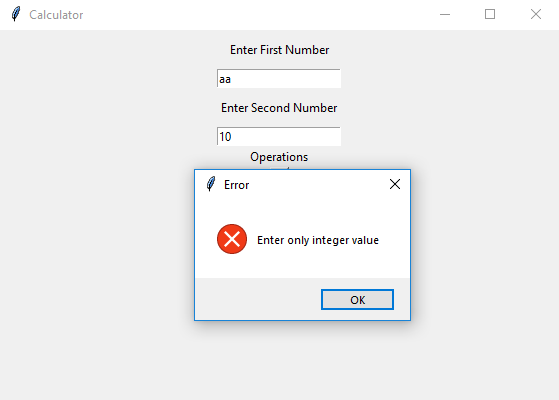 Calculator
Enter First Number
aa
Enter Second Number
10
Operations
Error
Enter only integer value
OK